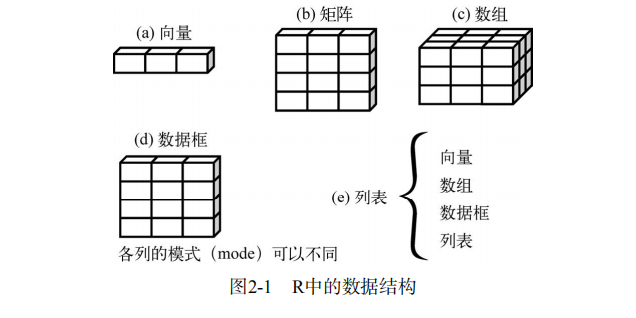 (a) 向量
(b) 矩阵
(c) 数组
(d) 数据框
各列的模式（mode）可以不同
(e) 列表
向量
数组
数据框
列表
图2-1 R中的数据结构